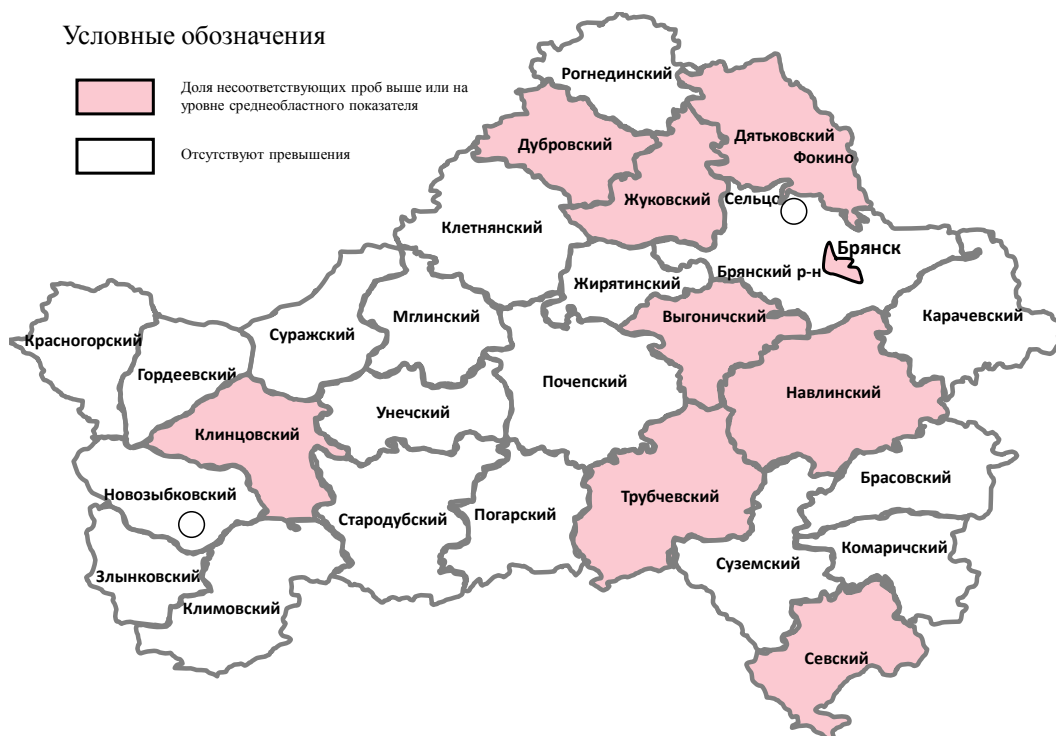 Условные обозначения
Доля несоответствующих проб выше или на
уровне среднеобластного показателя
Отсутствуют превышения
Рогнединский
Дубровский
Дятьковский
Фокино
Жуковский
Сельцо
Клетнянский
Брянск
Брянский р-н
Жирятинский
Выгоничский
Карачевский
Мглинский
Суражский
Красногорский
Гордеевский
Почепский
Навлинский
Унечский
Клинцовский
Брасовский
Новозыбковский
Трубчевский
Стародубский
Погарский
Комаричский
Суземский
Злынковский
Климовский
Севский